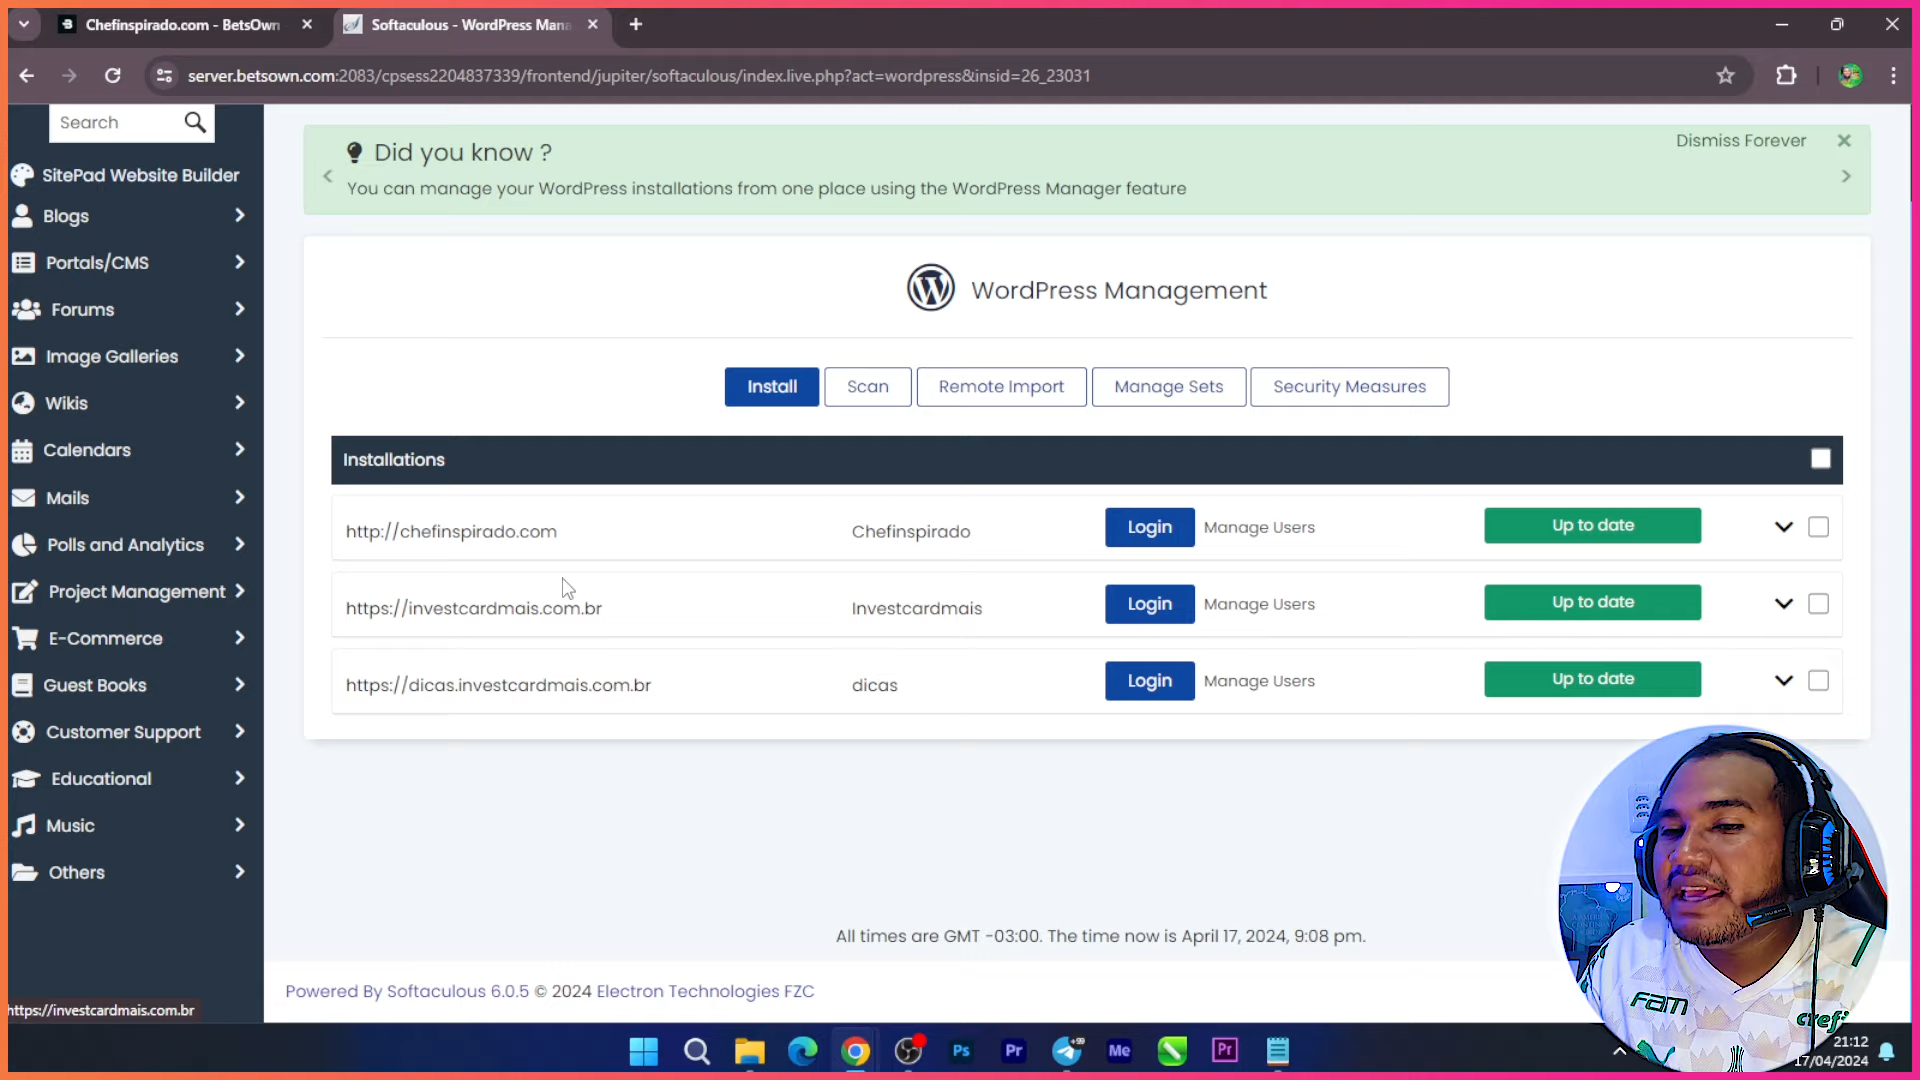 Chefinspirado.com - BetsOwn
Softaculous - WordPress Mana
server.betsown.com:2083/cpsess2204837339/frontend/jupiter/softaculous/index.live.php?act=wordpress&insid=26_23031
Search
SitePad Website Builder
Blogs
Portals/CMS
Forums
Image Galleries
Wikis
Calendars
Mails
Polls and Analytics
Project Management
E-Commerce
Guest Books
Customer Support
Educational
Music
Others
https://investcardmais.com.br
Did you know ?
Dismiss Forever
You can manage your WordPress installations from one place using the WordPress Manager feature
WordPress Management
Install Scan Remote Import Manage Sets Security Measures
Installations
http://chefinspirado.com Chefinspirado Login Manage Users Up to date
https://investcardmais.com.br Investcardmais Login Manage Users Up to date
https://dicas.investcardmais.com.br dicas Login Manage Users Up to date
All times are GMT -03:00. The time now is April 17, 2024, 9:08 pm.
Powered By Softaculous 6.0.5 © 2024 Electron Technologies FZC
FAM
crefi
Ps
Pr
+99
Me
Pr
21:12
17/04/2024